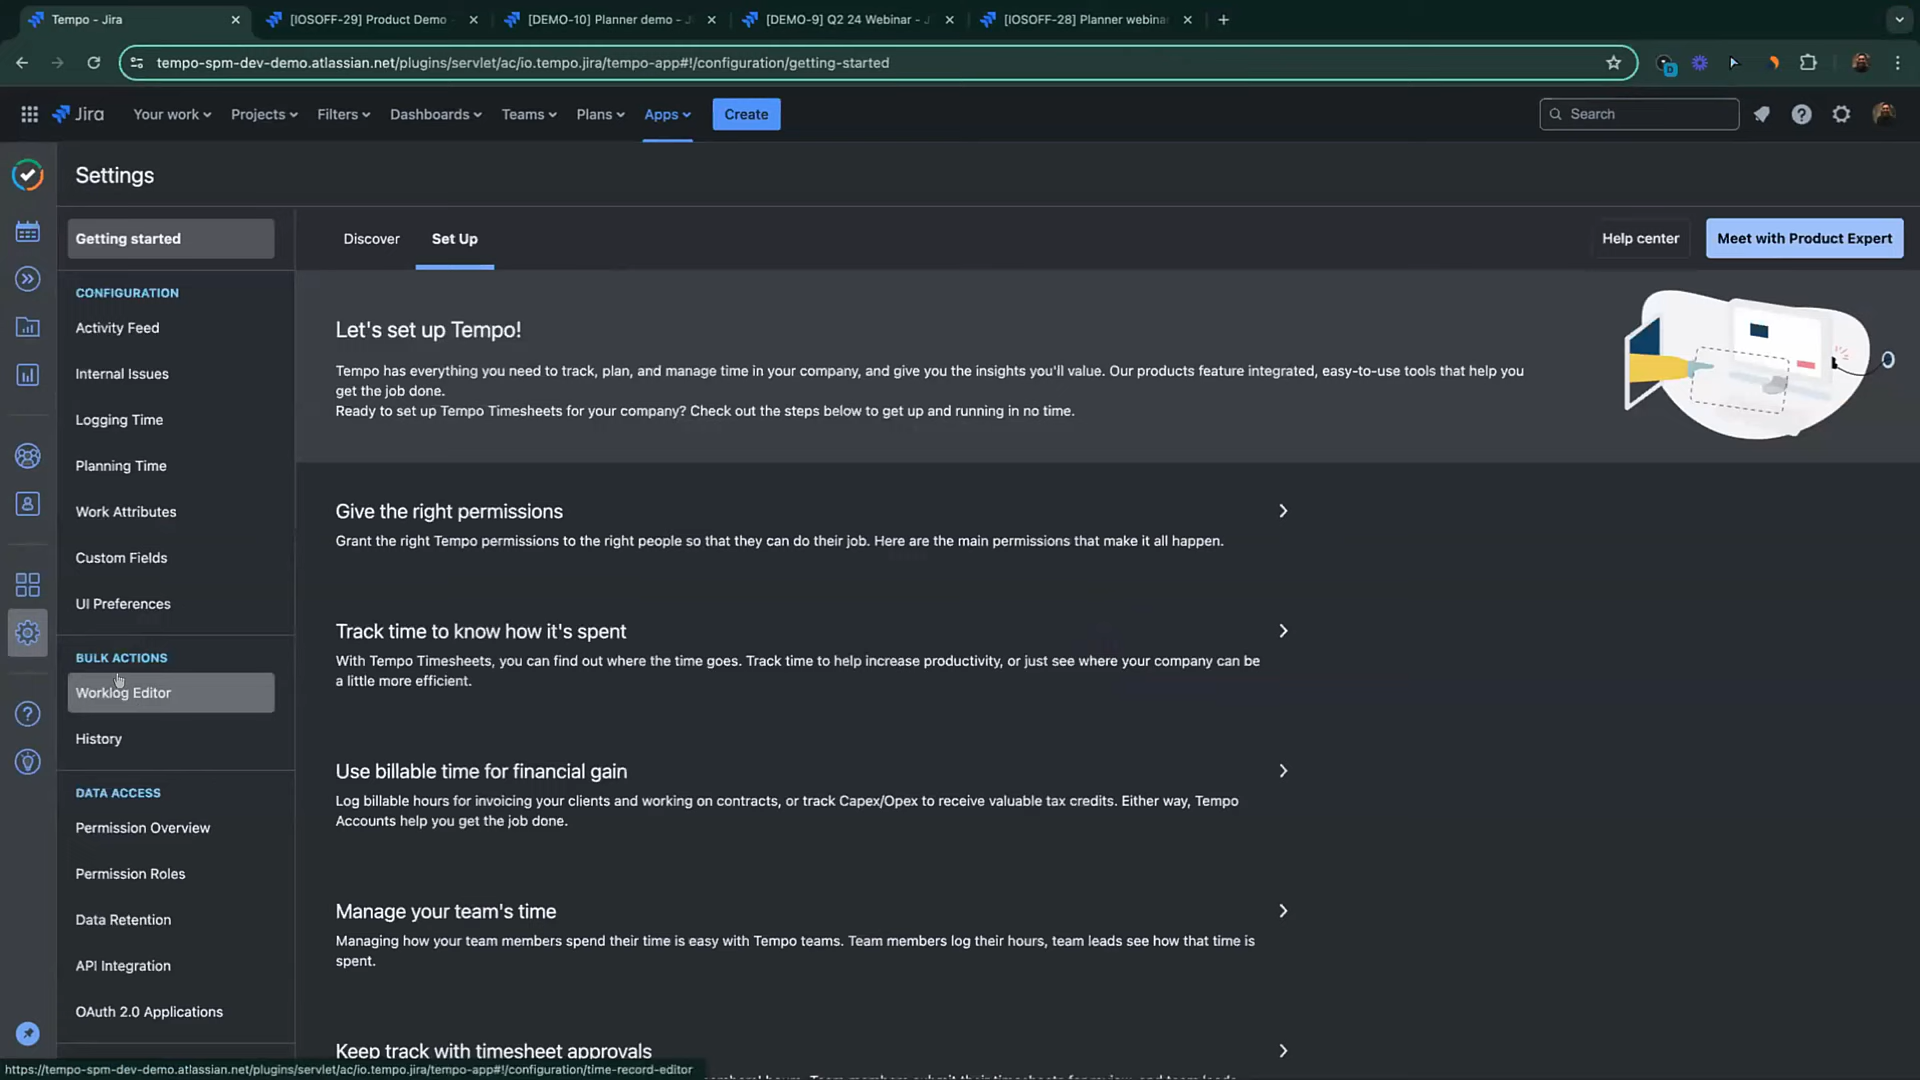 Tempo - Jira
[IOSOFF-29] Product Demo
[DEMO-10] Planner demo - J
[DEMO-9] Q2 24 Webinar - J
[IOSOFF-28] Planner webina
tempo-spm-dev-demo.atlassian.net/plugins/servlet/ac/io.tempo.jira/tempo-app#!/configuration/getting-started
Jira
Your work
Projects
Filters
Dashboards
Teams
Plans
Apps
Create
Search
Settings
Getting started
Discover
Set Up
Help center
Meet with Product Expert
CONFIGURATION
Activity Feed
Internal Issues
Logging Time
Planning Time
Work Attributes
Custom Fields
UI Preferences
BULK ACTIONS
Worklog Editor
History
DATA ACCESS
Permission Overview
Permission Roles
Data Retention
API Integration
OAuth 2.0 Applications
Let's set up Tempo!
Tempo has everything you need to track, plan, and manage time in your company, and give you the insights you'll value. Our products feature integrated, easy-to-use tools that help you
get the job done.
Ready to set up Tempo Timesheets for your company? Check out the steps below to get up and running in no time.
Give the right permissions
Grant the right Tempo permissions to the right people so that they can do their job. Here are the main permissions that make it all happen.
Track time to know how it's spent
With Tempo Timesheets, you can find out where the time goes. Track time to help increase productivity, or just see where your company can be
a little more efficient.
Use billable time for financial gain
Log billable hours for invoicing your clients and working on contracts, or track Capex/Opex to receive valuable tax credits. Either way, Tempo
Accounts help you get the job done.
Manage your team's time
Managing how your team members spend their time is easy with Tempo teams. Team members log their hours, team leads see how that time is
spent.
Keep track with timesheet approvals
https://tempo-spm-dev-demo.atlassian.net/plugins/servlet/ac/io.tempo.jira/tempo-app#!/configuration/time-record-editor